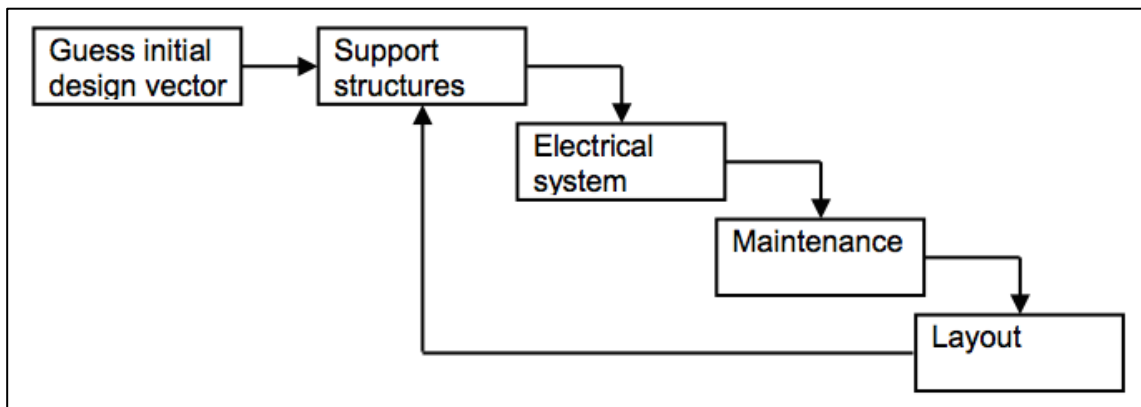 Guess initial
design vector
Support
structures
Electrical
system
Maintenance
Layout